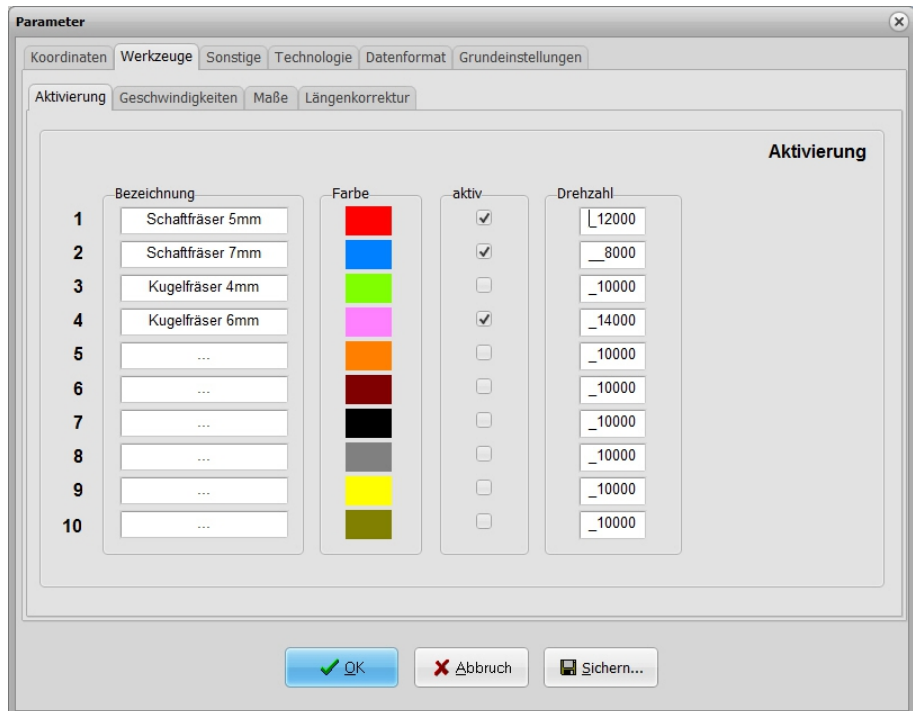 Parameter
Koordinaten Werkzeuge Sonstige Technologie Datenformat Grundeinstellungen
Aktivierung Geschwindigkeiten Maße Längenkorrektur
Aktivierung
Bezeichnung Farbe aktiv Drehzahl
1 Schaftfräser 5mm _12000
2 Schaftfräser 7mm __8000
3 Kugelfräser 4mm _10000
4 Kugelfräser 6mm _14000
5 ... _10000
6 ... _10000
7 ... _10000
8 ... _10000
9 ... _10000
10 ... _10000
OK Abbruch Sichern...